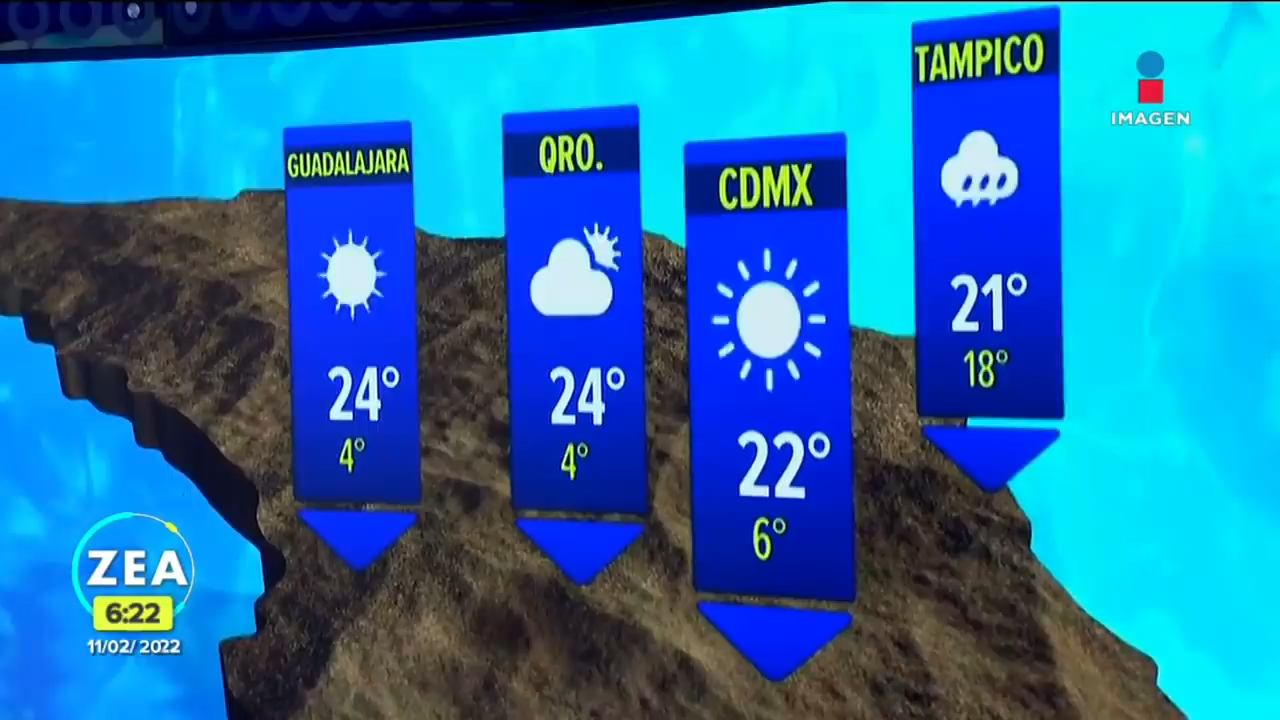 GUADALAJARA
24°
4°
QRO.
24°
4°
CDMX
22°
6°
TAMPICO
21°
18°
IMAGEN
ZEA
6:22
11/02/ 2022